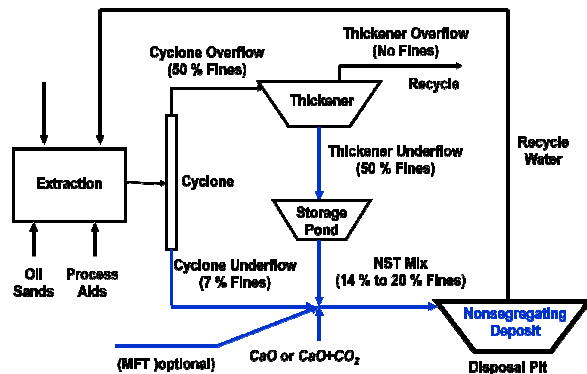 Cyclone Overflow
(50 % Fines)
Thickener Overflow
(No Fines)
Thickener
Recycle
Recycle
Water
Extraction
Cyclone
Thickener Underflow
(50 % Fines)
Storage
Pond
Oil
Sands
Process
Aids
Cyclone Underflow
(7 % Fines)
NST Mix
(14 % to 20 % Fines)
Nonsegregating
Deposit
(MFT )optional)
CaO or CaO+CO2
Disposal Pit